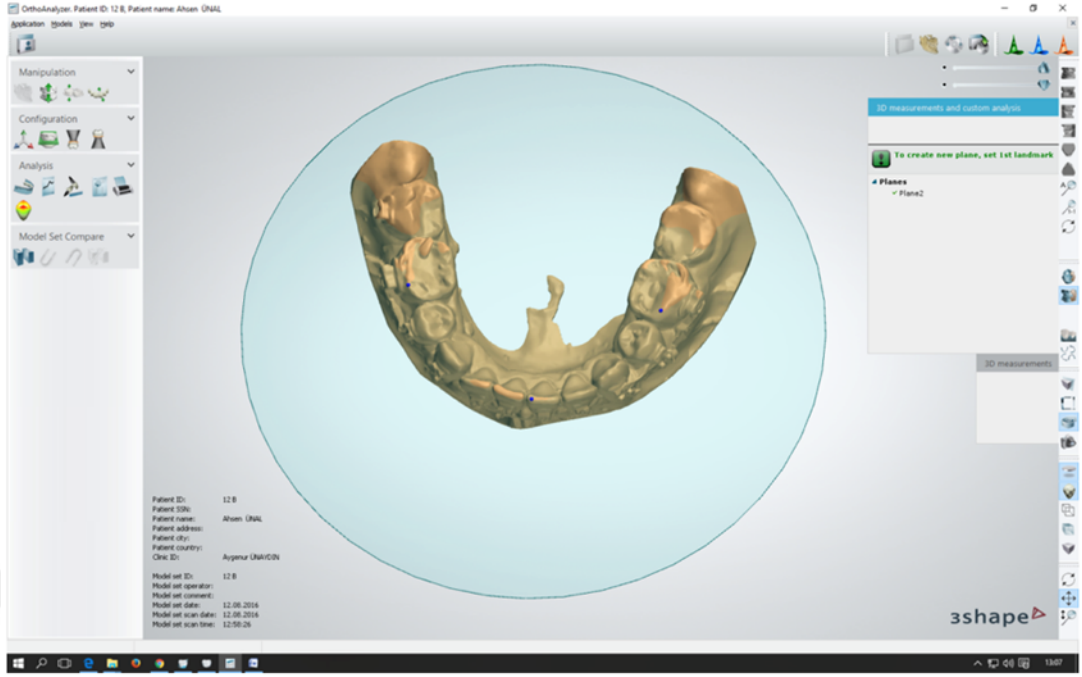 OrthoAnalyzer. Patient ID: 12 B, Patient name: Ahsen ÜNAL
Application Models View Help
Manipulation
Configuration
Analysis
Model Set Compare
3D measurements and custom analysis
To create new plane, set 1st landmark
Planes
Plane2
3D measurements
Patient ID: 12 B
Patient SSN:
Patient name: Ahsen ÜNAL
Patient address:
Patient city:
Patient country:
Clinic ID: Aygenur ÜNAYDIN
Model set ID: 12 B
Model set operator:
Model set comment:
Model set date: 12.08.2016
Model set scan date: 12.08.2016
Model set scan time: 12:58:26
3shape
13:07